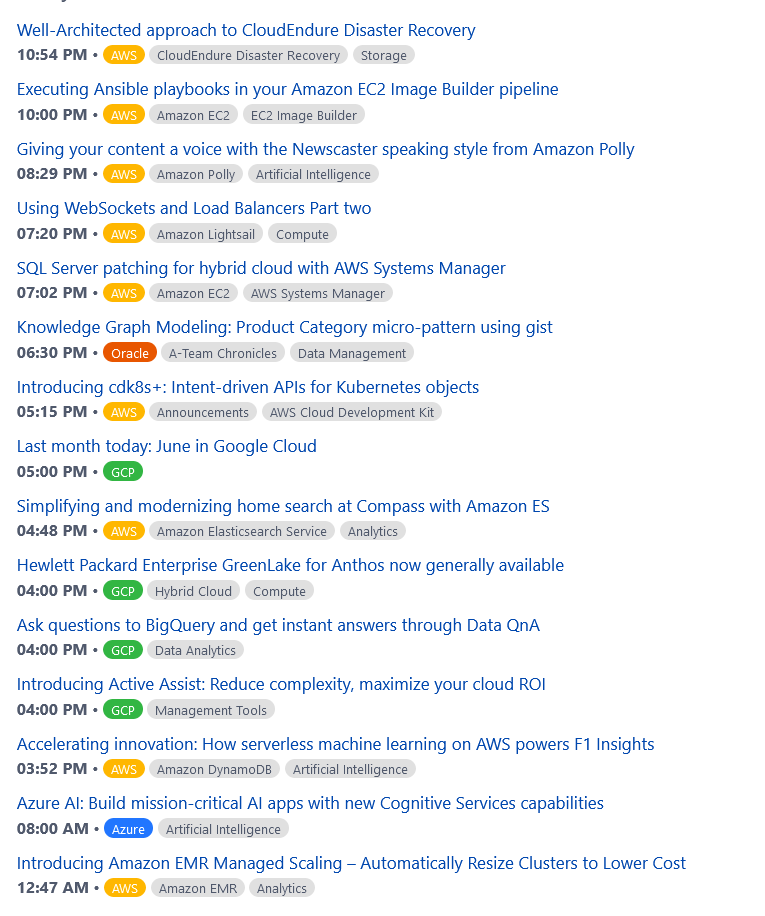 Well-Architected approach to CloudEndure Disaster Recovery
10:54 PM • AWS CloudEndure Disaster Recovery Storage
Executing Ansible playbooks in your Amazon EC2 Image Builder pipeline
10:00 PM • AWS Amazon EC2 EC2 Image Builder
Giving your content a voice with the Newscaster speaking style from Amazon Polly
08:29 PM • AWS Amazon Polly Artificial Intelligence
Using WebSockets and Load Balancers Part two
07:20 PM • AWS Amazon Lightsail Compute
SQL Server patching for hybrid cloud with AWS Systems Manager
07:02 PM • AWS Amazon EC2 AWS Systems Manager
Knowledge Graph Modeling: Product Category micro-pattern using gist
06:30 PM • Oracle A-Team Chronicles Data Management
Introducing cdk8s+: Intent-driven APIs for Kubernetes objects
05:15 PM • AWS Announcements AWS Cloud Development Kit
Last month today: June in Google Cloud
05:00 PM • GCP
Simplifying and modernizing home search at Compass with Amazon ES
04:48 PM • AWS Amazon Elasticsearch Service Analytics
Hewlett Packard Enterprise GreenLake for Anthos now generally available
04:00 PM • GCP Hybrid Cloud Compute
Ask questions to BigQuery and get instant answers through Data QnA
04:00 PM • GCP Data Analytics
Introducing Active Assist: Reduce complexity, maximize your cloud ROI
04:00 PM • GCP Management Tools
Accelerating innovation: How serverless machine learning on AWS powers F1 Insights
03:52 PM • AWS Amazon DynamoDB Artificial Intelligence
Azure AI: Build mission-critical AI apps with new Cognitive Services capabilities
08:00 AM • Azure Artificial Intelligence
Introducing Amazon EMR Managed Scaling – Automatically Resize Clusters to Lower Cost
12:47 AM • AWS Amazon EMR Analytics